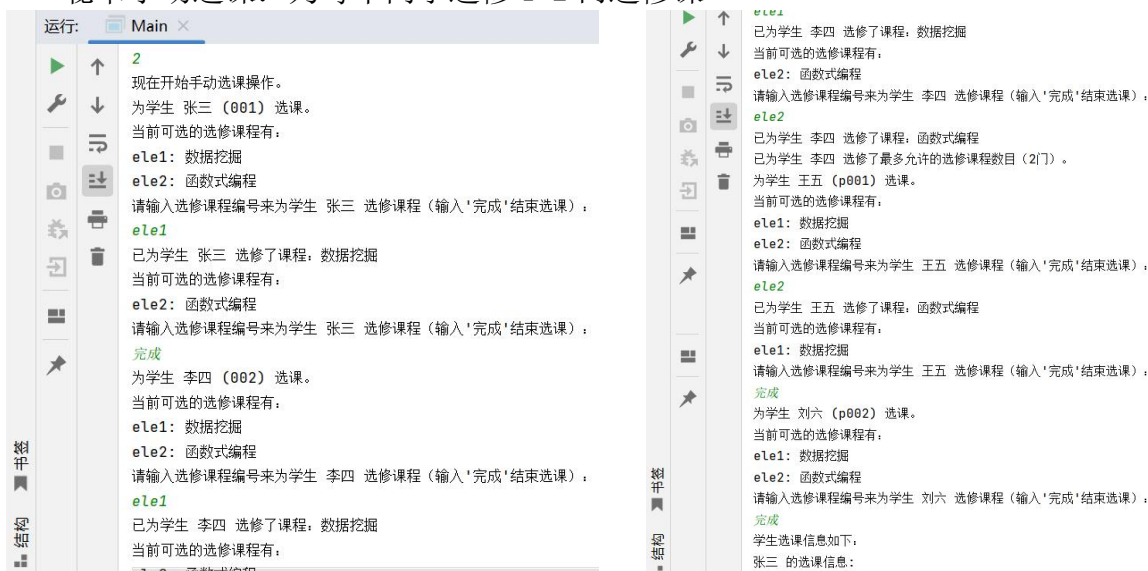 运行: Main ×
2
现在开始手动选课操作。
为学生 张三 (001) 选课。
当前可选的选修课程有:
ele1: 数据挖掘
ele2: 函数式编程
请输入选修课程编号来为学生 张三 选修课程（输入'完成'结束选课）:
ele1
已为学生 张三 选修了课程: 数据挖掘
当前可选的选修课程有:
ele2: 函数式编程
请输入选修课程编号来为学生 张三 选修课程（输入'完成'结束选课）:
完成
为学生 李四 (002) 选课。
当前可选的选修课程有:
ele1: 数据挖掘
ele2: 函数式编程
请输入选修课程编号来为学生 李四 选修课程（输入'完成'结束选课）:
ele1
已为学生 李四 选修了课程: 数据挖掘
当前可选的选修课程有:
书签
结构
ele1
已为学生 李四 选修了课程: 数据挖掘
当前可选的选修课程有:
ele2: 函数式编程
请输入选修课程编号来为学生 李四 选修课程（输入'完成'结束选课）:
ele2
已为学生 李四 选修了课程: 函数式编程
已为学生 李四 选修了最多允许的选修课程数目（2门）。
为学生 王五 (p001) 选课。
当前可选的选修课程有:
ele1: 数据挖掘
ele2: 函数式编程
请输入选修课程编号来为学生 王五 选修课程（输入'完成'结束选课）:
ele2
已为学生 王五 选修了课程: 函数式编程
当前可选的选修课程有:
ele1: 数据挖掘
请输入选修课程编号来为学生 王五 选修课程（输入'完成'结束选课）:
完成
为学生 刘六 (p002) 选课。
当前可选的选修课程有:
ele1: 数据挖掘
ele2: 函数式编程
请输入选修课程编号来为学生 刘六 选修课程（输入'完成'结束选课）:
完成
学生选课信息如下:
张三 的选课信息:
书签
结构